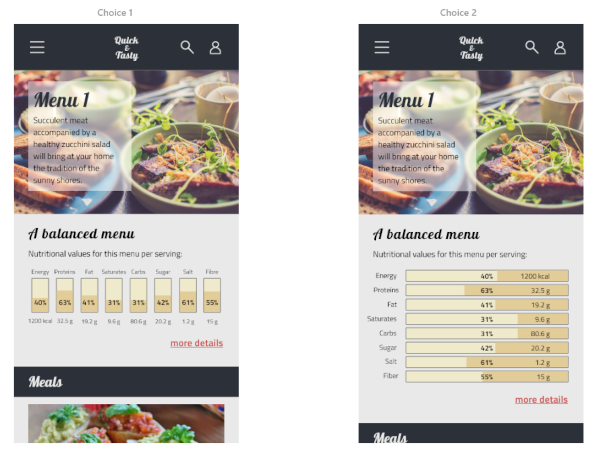 Choice 1
Quick
&
Tasty
Menu 1
Succulent meat
accompanied by a
healthy zucchini salad
will bring at your home
the tradition of the
sunny shores.
A balanced menu
Nutritional values for this menu per serving:
Energy Proteins Fat Saturates Carbs Sugar Salt Fibre
40% 63% 41% 31% 31% 42% 61% 55%
1200 kcal 32.5 g 19.2 g 9.6 g 80.6 g 20.2 g 1.2 g 15 g
more details
Meals
Choice 2
Quick
&
Tasty
Menu 1
Succulent meat
accompanied by a
healthy zucchini salad
will bring at your home
the tradition of the
sunny shores.
A balanced menu
Nutritional values for this menu per serving:
Energy 40% 1200 kcal
Proteins 63% 32.5 g
Fat 41% 19.2 g
Saturates 31% 9.6 g
Carbs 31% 80.6 g
Sugar 42% 20.2 g
Salt 61% 1.2 g
Fiber 55% 15 g
more details
Meals